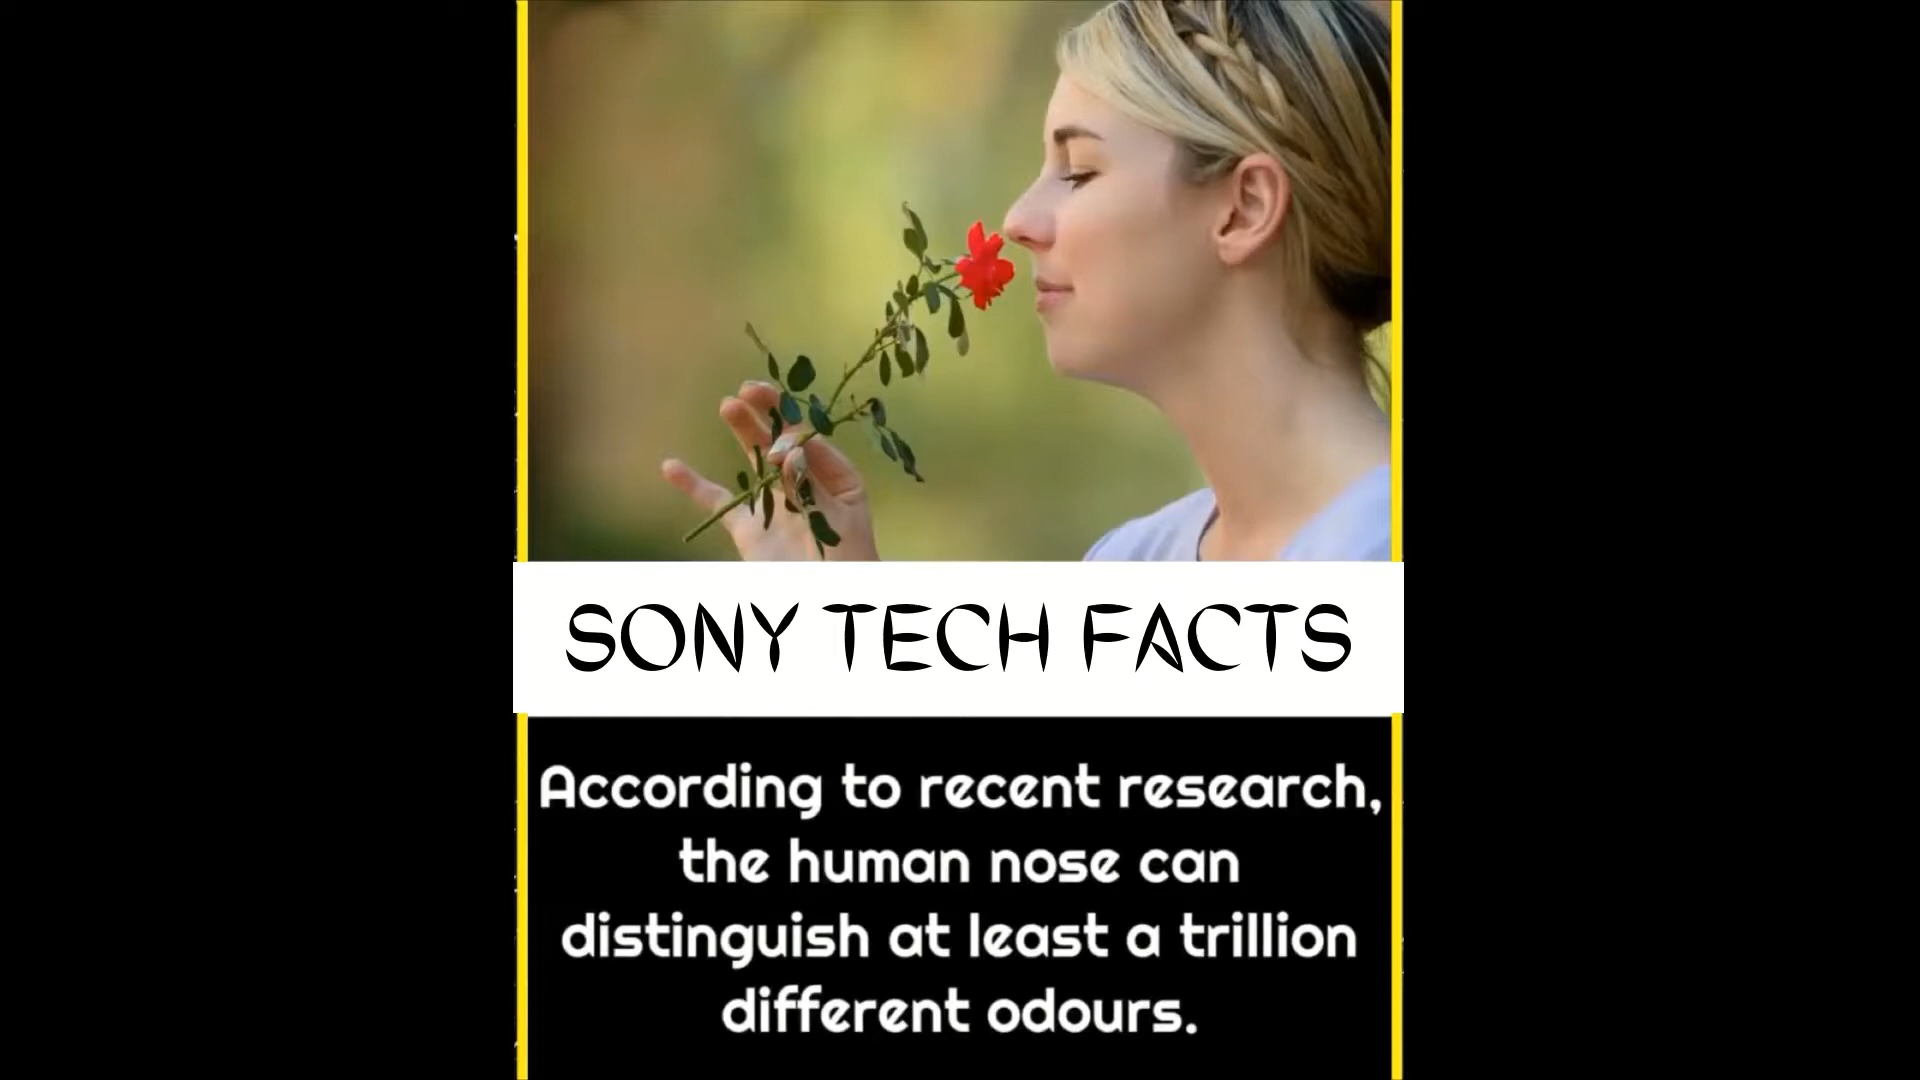 SONY TECH FACTS
According to recent research,
the human nose can
distinguish at least a trillion
different odours.